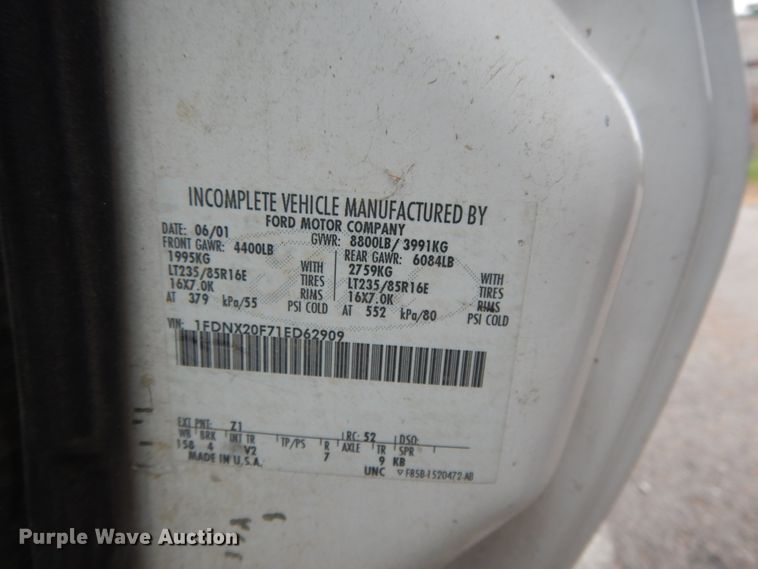 INCOMPLETE VEHICLE MANUFACTURED BY
FORD MOTOR COMPANY
DATE: 06/01 GVWR: 8800LB/ 3991KG
FRONT GAWR: 4400LB REAR GAWR: 6084LB
1995KG WITH 2759KG WITH
LT235/85R16E TIRES LT235/85R16E TIRES
16X7.0K RIMS 16X7.0K RIMS
AT 379 kPa/55 PSI COLD AT 552 kPa/80 PSI COLD
VIN: 1FDNX20F71ED62909
EXT PNT: Z1 RC: 52 DSO:
WB BRK INT TR TP/PS R AXLE TR SPR
158 4 V2 7 9 KB
MADE IN U.S.A. UNC F85B-1520472-AB
Purple Wave Auction